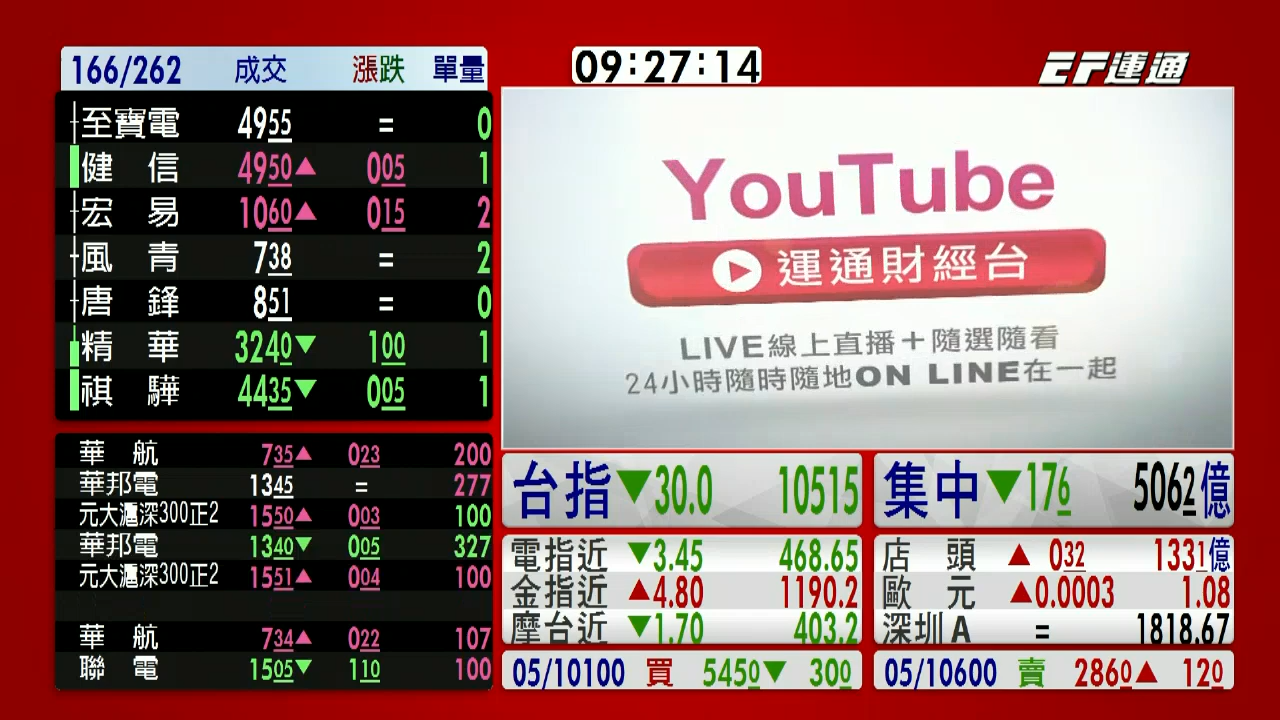 166/262 成交 漲跌 單量
09:27:14
EF運通
至寶電 4955 = 0
健信 4950▲ 005 1
宏易 1060▲ 015 2
風青 738 = 2
唐鋒 851 = 0
精華 3240▼ 100 1
祺驊 4435▼ 005 1
華航 735▲ 023 200
華邦電 1345 = 277
元大滬深300正2 1550▲ 003 100
華邦電 1340▼ 005 327
元大滬深300正2 1551▲ 004 100
華航 734▲ 022 107
聯電 1505▼ 110 100
YouTube
運通財經台
LIVE線上直播+隨選隨看
24小時隨時隨地ON LINE在一起
台指▼30.0 10515
集中▼176 5062億
電指近▼3.45 468.65
金指近▲4.80 1190.2
摩台近▼1.70 403.2
店頭▲032 1331億
歐元▲0.0003 1.08
深圳A = 1818.67
05/10100 買 5450▼ 300
05/10600 賣 2860▲ 120